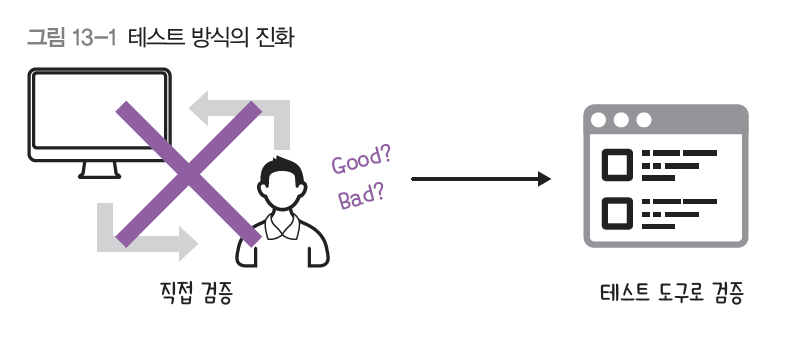 그림 13-1 테스트 방식의 진화
Good?
Bad?
직접 검증
테스트 도구로 검증